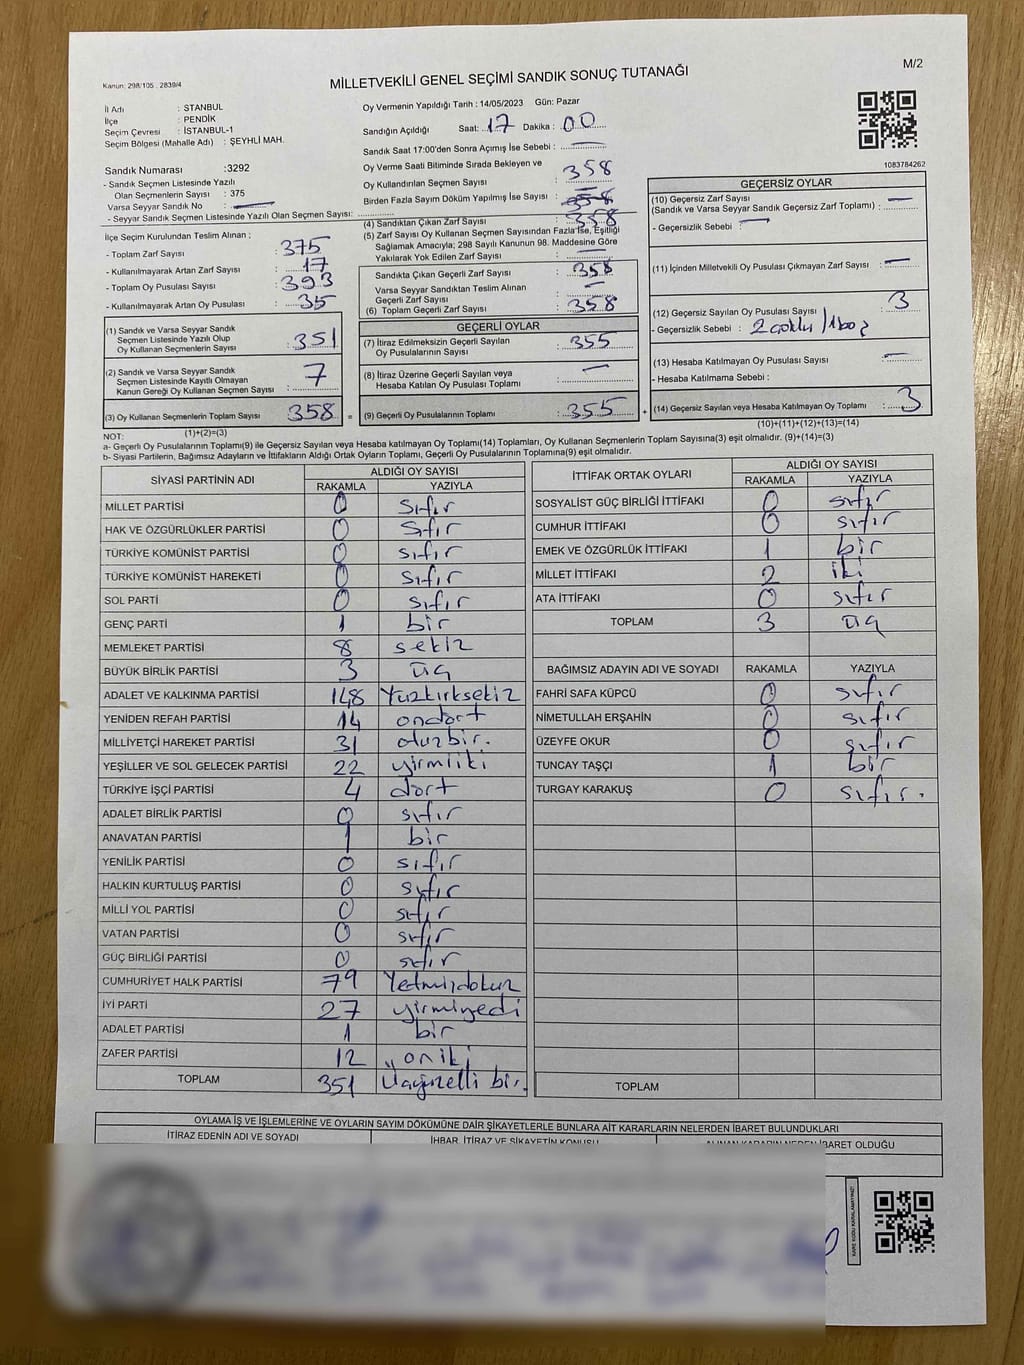 M/2
Kanun: 298/105 . 2839/4
MİLLETVEKİLİ GENEL SEÇİMİ SANDIK SONUÇ TUTANAĞI
İl Adı : STANBUL
İlçe : PENDİK
Seçim Çevresi : İSTANBUL-1
Seçim Bölgesi (Mahalle Adı) : ŞEYHLİ MAH.
Oy Vermenin Yapıldığı Tarih : 14/05/2023 Gün: Pazar
Sandığın Açıldığı Saat: 17 Dakika : 00
Sandık Saat 17:00'den Sonra Açımış İse Sebebi : —
1083784262
Sandık Numarası :3292
- Sandık Seçmen Listesinde Yazılı
Olan Seçmenlerin Sayısı : 375
Varsa Seyyar Sandık No : —
- Seyyar Sandık Seçmen Listesinde Yazılı Olan Seçmen Sayısı:
Oy Verme Saati Bitiminde Sırada Bekleyen ve
Oy Kullandırılan Seçmen Sayısı : 358
Birden Fazla Sayım Döküm Yapılmış İse Sayısı : 358
(4) Sandıktan Çıkan Zarf Sayısı : 358
(5) Zarf Sayısı Oy Kullanan Seçmen Sayısından Fazla İse, Eşitliği
Sağlamak Amacıyla; 298 Sayılı Kanunun 98. Maddesine Göre
Yakılarak Yok Edilen Zarf Sayısı : —
İlçe Seçim Kurulundan Teslim Alınan ;
- Toplam Zarf Sayısı : 375
- Kullanılmayarak Artan Zarf Sayısı : 17
- Toplam Oy Pusulası Sayısı : 393
- Kullanılmayarak Artan Oy Pusulası : 35
Sandıkta Çıkan Geçerli Zarf Sayısı : 358
Varsa Seyyar Sandıktan Teslim Alınan
Geçerli Zarf Sayısı : —
(6) Toplam Geçerli Zarf Sayısı : 358
(1) Sandık ve Varsa Seyyar Sandık
Seçmen Listesinde Yazılı Olup
Oy Kullanan Seçmenlerin Sayısı : 351
(2) Sandık ve Varsa Seyyar Sandık
Seçmen Listesinde Kayıtlı Olmayan
Kanun Gereği Oy Kullanan Seçmen Sayısı : 7
(3) Oy Kullanan Seçmenlerin Toplam Sayısı 358 =
(1)+(2)=(3)
GEÇERLİ OYLAR
(7) İtiraz Edilmeksizin Geçerli Sayılan
Oy Pusulalarının Sayısı : 355
(8) İtiraz Üzerine Geçerli Sayılan veya
Hesaba Katılan Oy Pusulası Toplamı : —
(9) Geçerli Oy Pusulalarının Toplamı : 355 +
GEÇERSİZ OYLAR
(10) Geçersiz Zarf Sayısı
(Sandık ve Varsa Seyyar Sandık Geçersiz Zarf Toplamı) : —
- Geçersizlik Sebebi : —
(11) İçinden Milletvekili Oy Pusulası Çıkmayan Zarf Sayısı : —
(12) Geçersiz Sayılan Oy Pusulası Sayısı : 3
- Geçersizlik Sebebi : 2 çoklu / 1 boş
(13) Hesaba Katılmayan Oy Pusulası Sayısı : —
- Hesaba Katılmama Sebebi :
(14) Geçersiz Sayılan veya Hesaba Katılmayan Oy Toplamı : 3
(10)+(11)+(12)+(13)=(14)
NOT:
a- Geçerli Oy Pusulalarının Toplamı(9) ile Geçersiz Sayılan veya Hesaba Katılmayan Oy Toplamı(14) Toplamları, Oy Kullanan Seçmenlerin Toplam Sayısına(3) eşit olmalıdır. (9)+(14)=(3)
b- Siyasi Partilerin, Bağımsız Adayların ve İttifakların Aldığı Ortak Oyların Toplamı, Geçerli Oy Pusulalarının Toplamına(9) eşit olmalıdır.
SİYASİ PARTİNİN ADI ALDIĞI OY SAYISI
RAKAMLA YAZIYLA
MİLLET PARTİSİ 0 sıfır
HAK VE ÖZGÜRLÜKLER PARTİSİ 0 sıfır
TÜRKİYE KOMÜNİST PARTİSİ 0 sıfır
TÜRKİYE KOMÜNİST HAREKETİ 0 sıfır
SOL PARTİ 0 sıfır
GENÇ PARTİ 1 bir
MEMLEKET PARTİSİ 8 sekiz
BÜYÜK BİRLİK PARTİSİ 3 üç
ADALET VE KALKINMA PARTİSİ 148 Yüzkırksekiz
YENİDEN REFAH PARTİSİ 14 ondört
MİLLİYETÇİ HAREKET PARTİSİ 31 otuzbir.
YEŞİLLER VE SOL GELECEK PARTİSİ 22 yirmiiki
TÜRKİYE İŞÇİ PARTİSİ 4 dört
ADALET BİRLİK PARTİSİ 0 sıfır
ANAVATAN PARTİSİ 1 bir
YENİLİK PARTİSİ 0 sıfır
HALKIN KURTULUŞ PARTİSİ 0 sıfır
MİLLİ YOL PARTİSİ 0 sıfır
VATAN PARTİSİ 0 sıfır
GÜÇ BİRLİĞİ PARTİSİ 0 sıfır
CUMHURİYET HALK PARTİSİ 79 Yetmişdokuz
İYİ PARTİ 27 yirmiyedi
ADALET PARTİSİ 1 bir
ZAFER PARTİSİ 12 oniki
TOPLAM 351 Üçyüzelli bir.
İTTİFAK ORTAK OYLARI ALDIĞI OY SAYISI
RAKAMLA YAZIYLA
SOSYALİST GÜÇ BİRLİĞİ İTTİFAKI 0 sıfır
CUMHUR İTTİFAKI 0 sıfır
EMEK VE ÖZGÜRLÜK İTTİFAKI 1 bir
MİLLET İTTİFAKI 2 iki
ATA İTTİFAKI 0 sıfır
TOPLAM 3 üç
BAĞIMSIZ ADAYIN ADI VE SOYADI RAKAMLA YAZIYLA
FAHRİ SAFA KÜPCÜ 0 sıfır
NİMETULLAH ERŞAHİN 0 sıfır
ÜZEYFE OKUR 0 sıfır
TUNCAY TAŞÇI 1 bir
TURGAY KARAKUŞ 0 sıfır.
TOPLAM
OYLAMA İŞ VE İŞLEMLERİNE VE OYLARIN SAYIM DÖKÜMÜNE DAİR ŞİKAYETLERLE BUNLARA AİT KARARLARIN NELERDEN İBARET BULUNDUKLARI
İTİRAZ EDENİN ADI VE SOYADI İHBAR, İTİRAZ VE ŞİKAYETİN KONUSU ALINAN KARARIN NEDEN İBARET OLDUĞU
KARE KODU KARALAMAYINIZ!